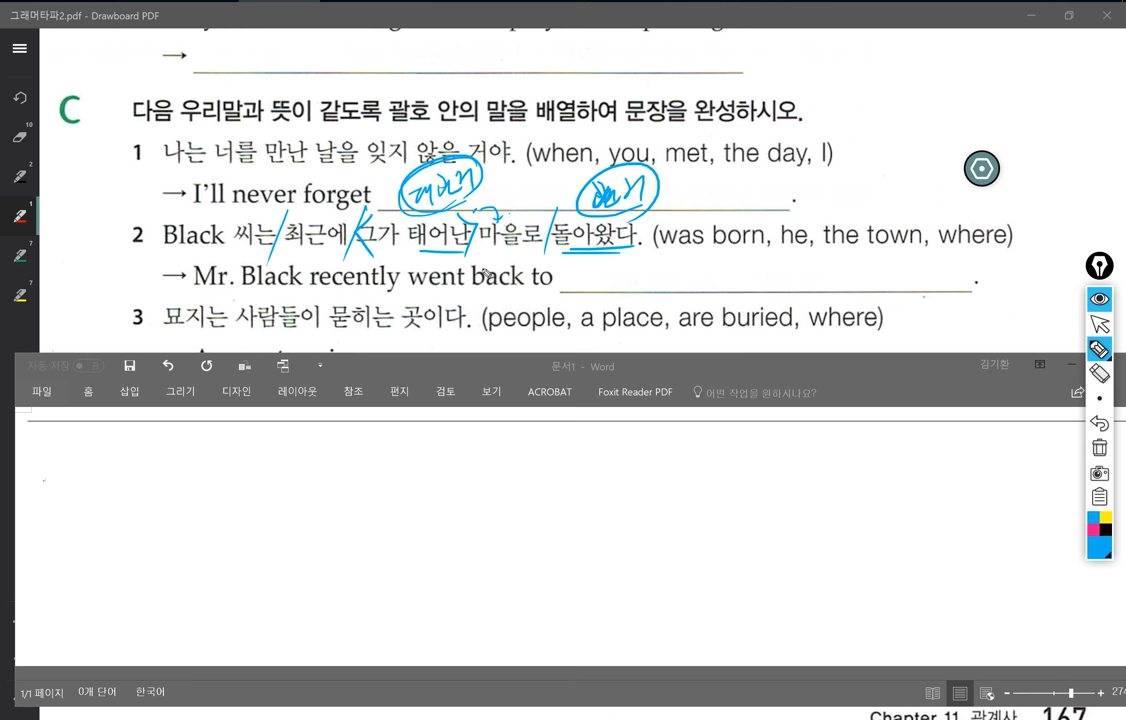 그래머타파2.pdf - Drawboard PDF
→
C 다음 우리말과 뜻이 같도록 괄호 안의 말을 배열하여 문장을 완성하시오.
1 나는 너를 만난 날을 잊지 않을 거야. (when, you, met, the day, I)
→ I'll never forget .
2 Black 씨는 최근에 그가 태어난 마을로 돌아왔다. (was born, he, the town, where)
→ Mr. Black recently went back to .
3 묘지는 사람들이 묻히는 곳이다. (people, a place, are buried, where)
10
2
1
7
7
자동 저장
문서1 - Word
김기환
파일 홈 삽입 그리기 디자인 레이아웃 참조 편지 검토 보기 ACROBAT Foxit Reader PDF 어떤 작업을 원하시나요?
1/1 페이지 0개 단어 한국어
274
Chapter 11 관계사 167